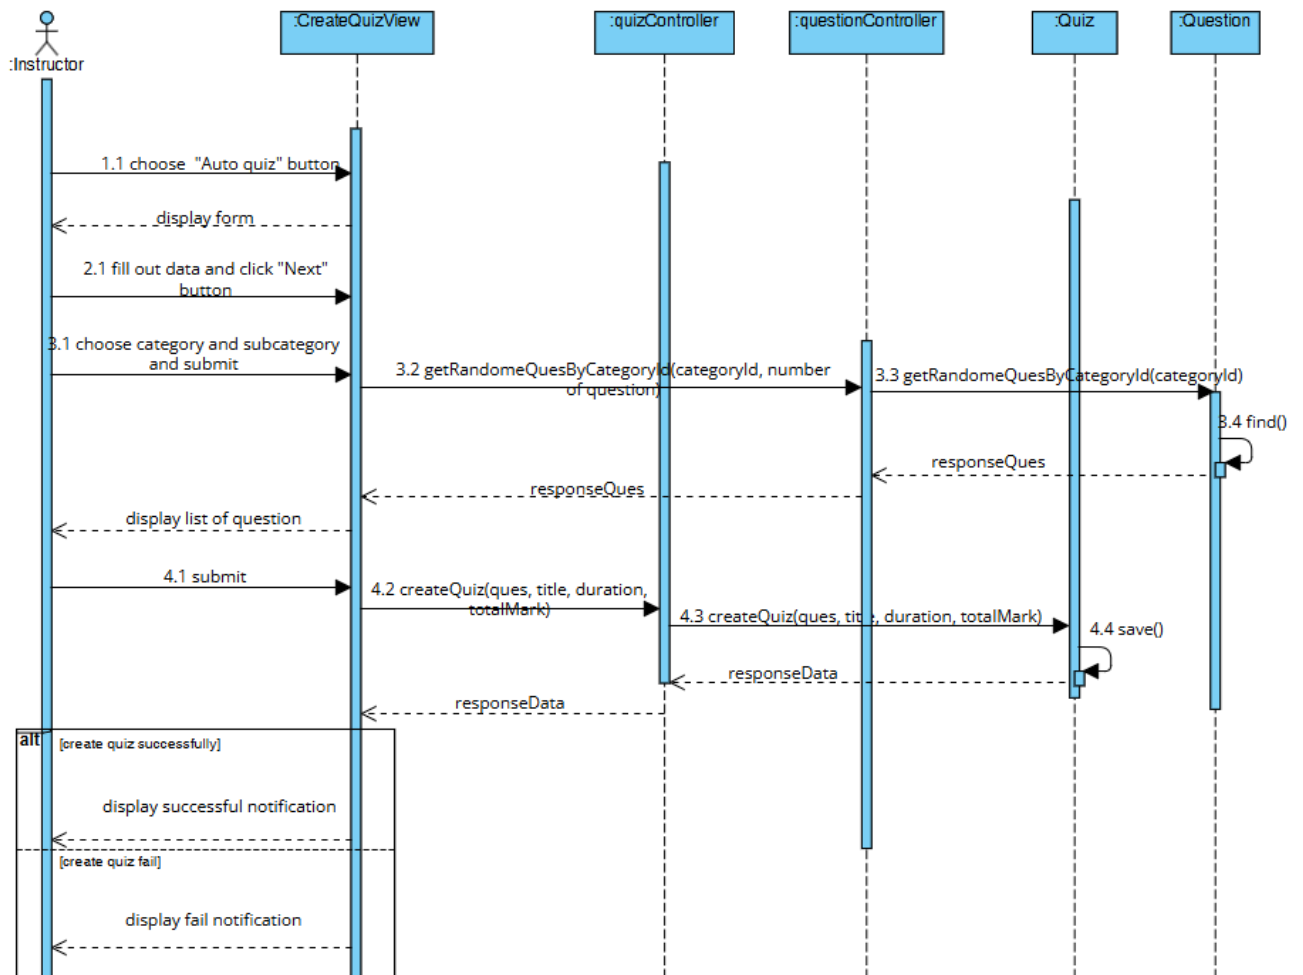 :Instructor
:CreateQuizView
:quizController
:questionController
:Quiz
:Question
1.1 choose "Auto quiz" button
display form
2.1 fill out data and click "Next"
button
3.1 choose category and subcategory
and submit
3.2 getRandomeQuesByCategoryId(categoryId, number
of question)
3.3 getRandomeQuesByCategoryId(categoryId)
3.4 find()
responseQues
responseQues
display list of question
4.1 submit
4.2 createQuiz(ques, title, duration,
totalMark)
4.3 createQuiz(ques, title, duration, totalMark)
4.4 save()
responseData
responseData
alt
[create quiz successfully]
display successful notification
[create quiz fail]
display fail notification